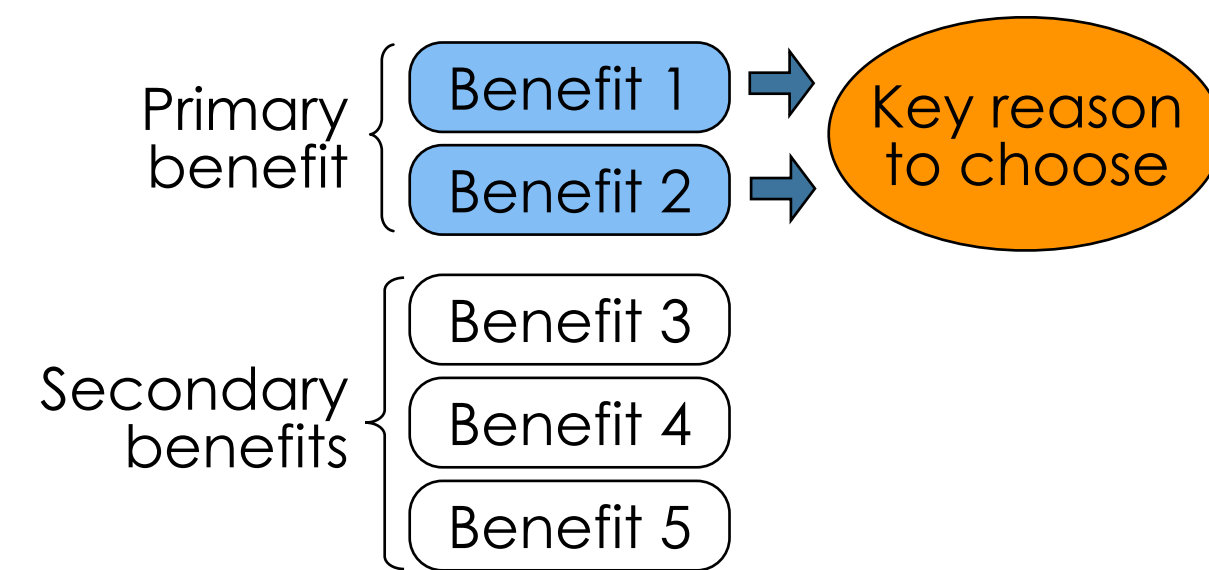 Primary
benefit
Benefit 1
Benefit 2
Key reason
to choose
Secondary
benefits
Benefit 3
Benefit 4
Benefit 5